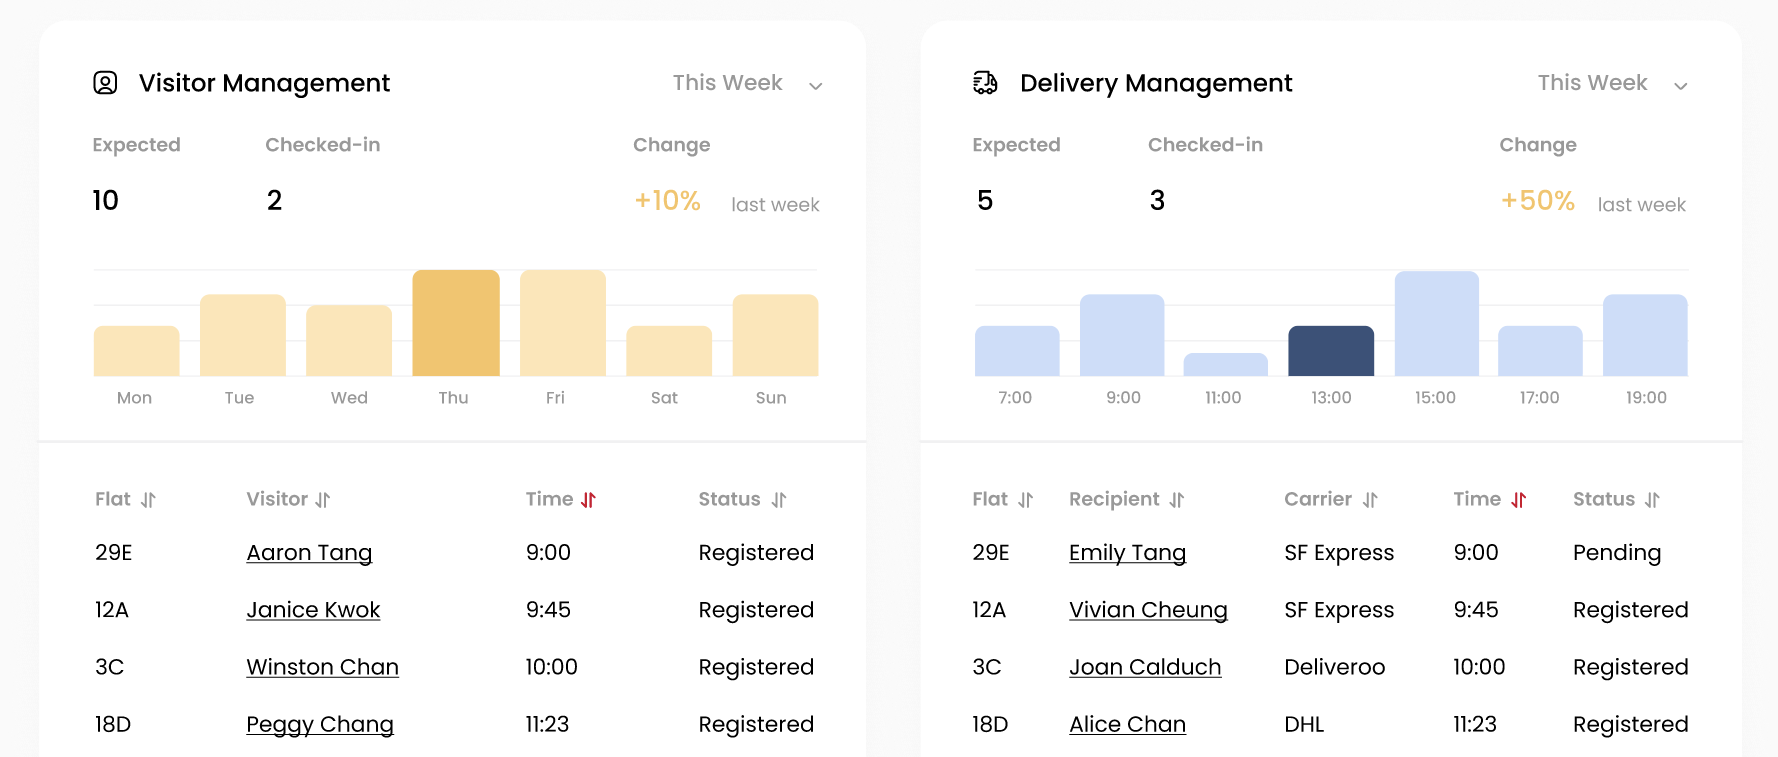 Visitor Management This Week
Expected Checked-in Change
10 2 +10% last week
Mon Tue Wed Thu Fri Sat Sun
Flat Visitor Time Status
29E Aaron Tang 9:00 Registered
12A Janice Kwok 9:45 Registered
3C Winston Chan 10:00 Registered
18D Peggy Chang 11:23 Registered
Delivery Management This Week
Expected Checked-in Change
5 3 +50% last week
7:00 9:00 11:00 13:00 15:00 17:00 19:00
Flat Recipient Carrier Time Status
29E Emily Tang SF Express 9:00 Pending
12A Vivian Cheung SF Express 9:45 Registered
3C Joan Calduch Deliveroo 10:00 Registered
18D Alice Chan DHL 11:23 Registered